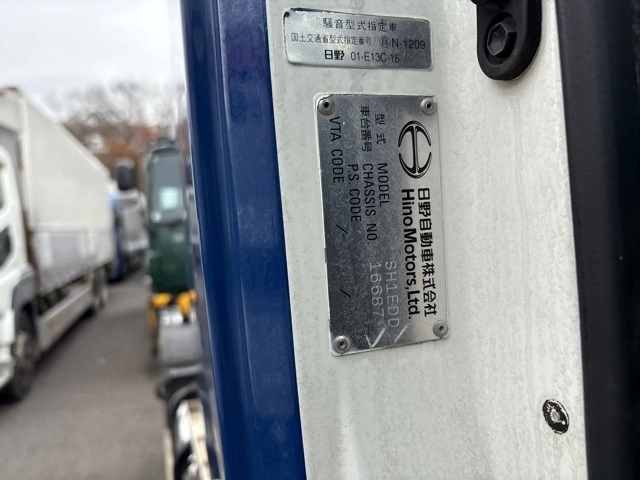 騒音型式指定車
国土交通省型式指定番号 自N-1209
日野 01-E13C-16
日野自動車株式会社
HinoMotors,Ltd.
型式 MODEL SH1EDD
車台番号 CHASSIS NO. 16687
P.S. CODE /
VTA CODE / /